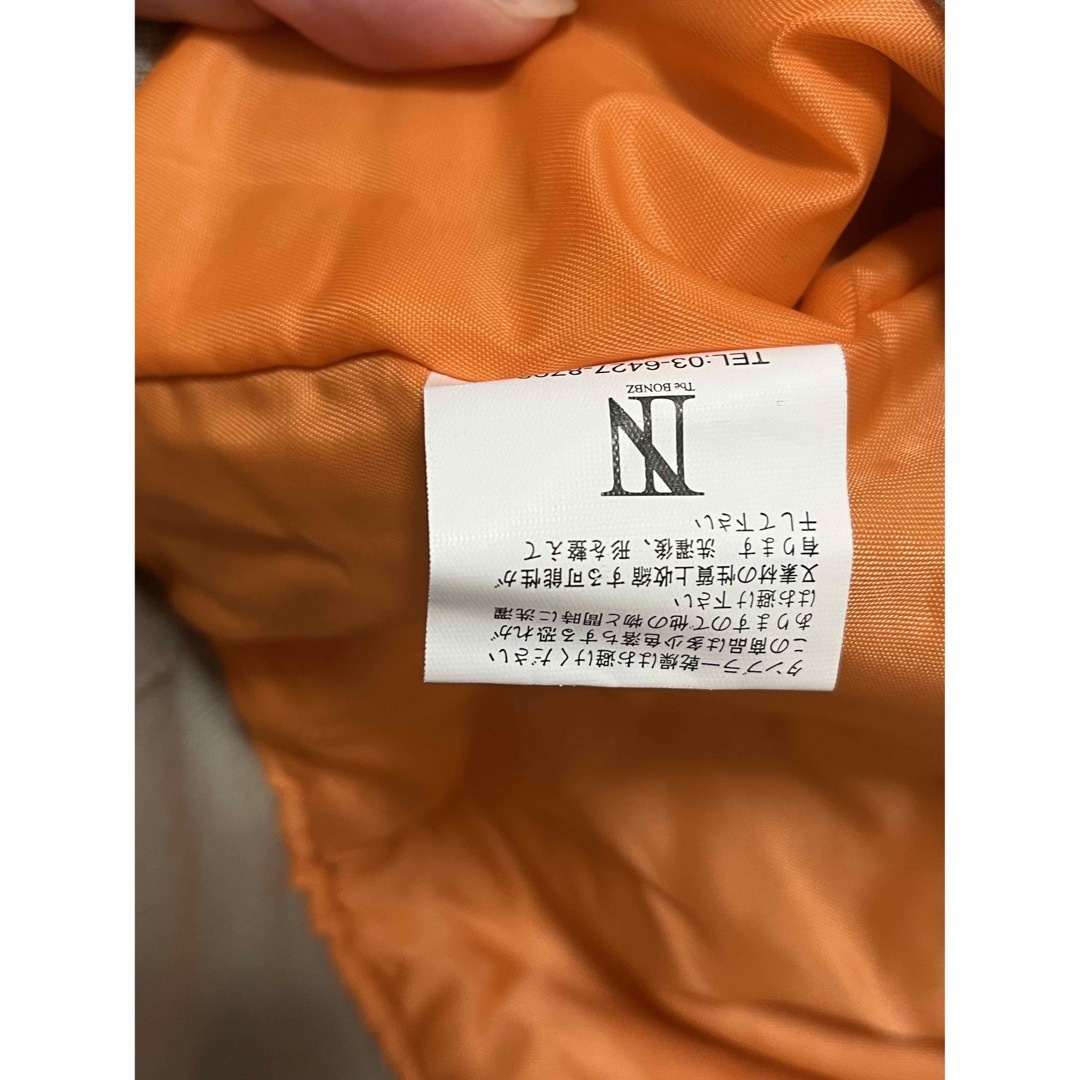 タンブラー乾燥はお避けください
この商品は多少色落ちする恐れが
ありますので他の物と同時に洗濯
はお避け下さい
又素材の性質上収縮する可能性が
有ります 洗濯後、形を整えて
干して下さい
The BONBZ
TEL:03-6427-